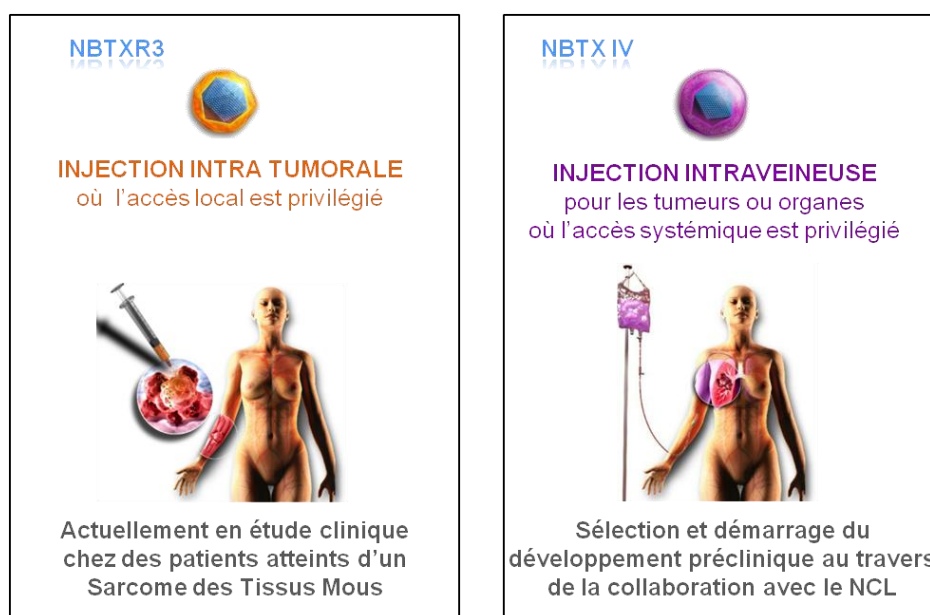 NBTXR3
INJECTION INTRA TUMORALE
où l'accès local est privilégié
Actuellement en étude clinique
chez des patients atteints d'un
Sarcome des Tissus Mous
NBTX IV
INJECTION INTRAVEINEUSE
pour les tumeurs ou organes
où l'accès systémique est privilégié
Sélection et démarrage du
développement préclinique au travers
de la collaboration avec le NCL